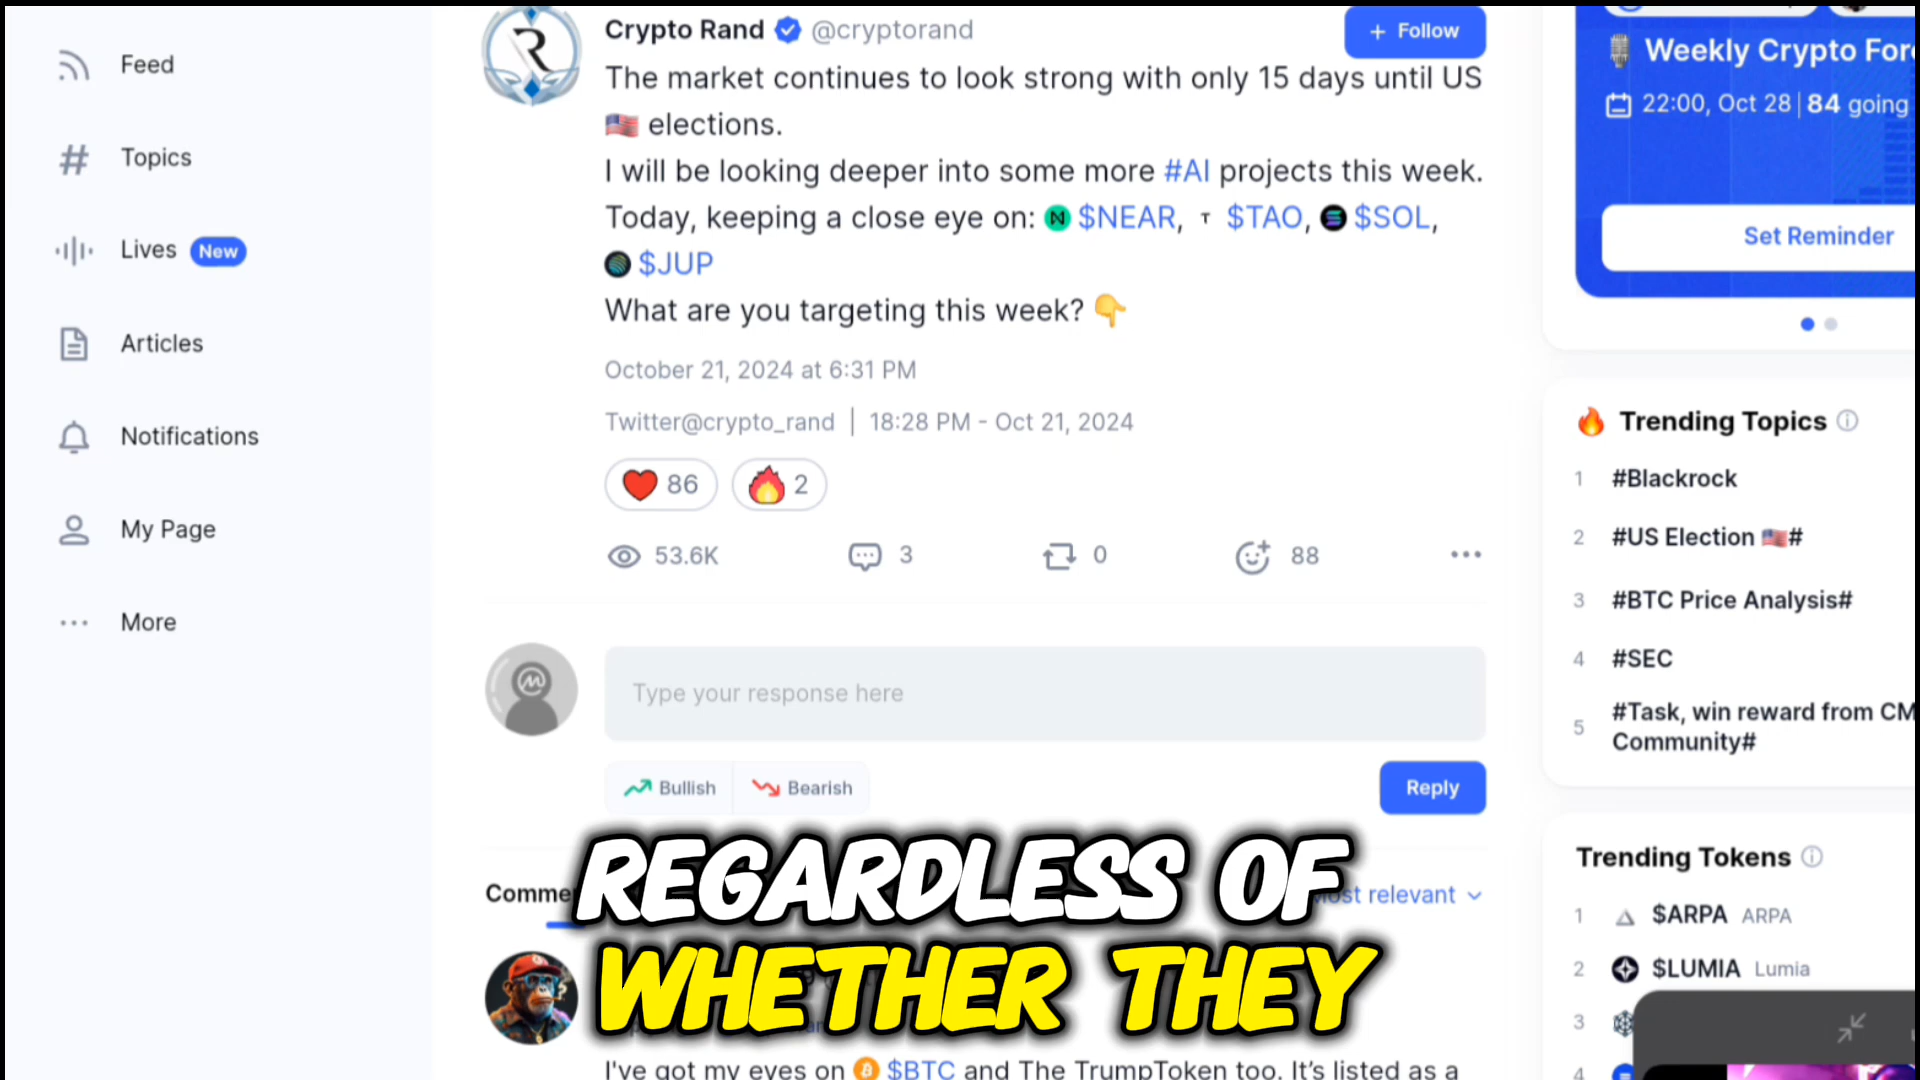 Feed
Topics
Lives New
Articles
Notifications
My Page
More
Crypto Rand @cryptorand
+ Follow
The market continues to look strong with only 15 days until US
🇺🇸 elections.
I will be looking deeper into some more #AI projects this week.
Today, keeping a close eye on: $NEAR, T $TAO, $SOL,
$JUP
What are you targeting this week? 👇
October 21, 2024 at 6:31 PM
Twitter@crypto_rand | 18:28 PM - Oct 21, 2024
❤️ 86 🔥 2
53.6K 3 0 88
Type your response here
Bullish Bearish
Reply
REGARDLESS OF
WHETHER THEY
relevant
I've got my eyes on $BTC and The TrumpToken too. It's listed as a
Weekly Crypto
22:00, Oct 28 | 84 going
Set Reminder
🔥 Trending Topics
1 #Blackrock
2 #US Election 🇺🇸#
3 #BTC Price Analysis#
4 #SEC
5 #Task, win reward from CM
Community#
Trending Tokens
1 $ARPA ARPA
2 $LUMIA Lumia
3
4